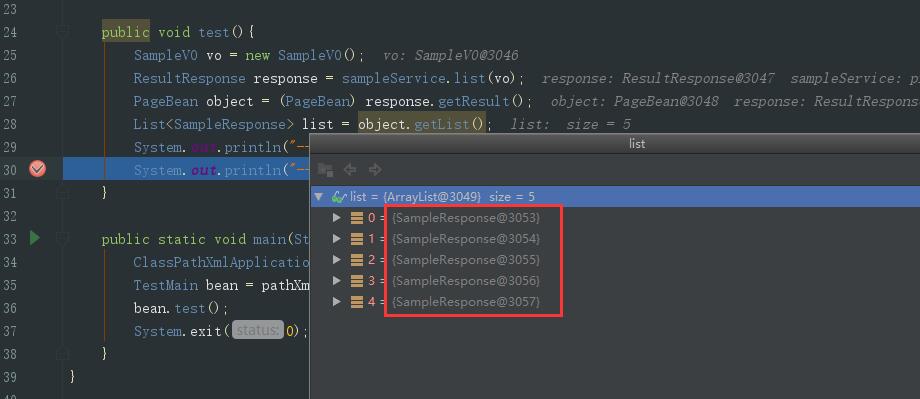 23
24 public void test(){
25 SampleVO vo = new SampleVO(); vo: SampleVO@3046
26 ResultResponse response = sampleService.list(vo); response: ResultResponse@3047 sampleService: p
27 PageBean object = (PageBean) response.getResult(); object: PageBean@3048 response: ResultRespons
28 List<SampleResponse> list = object.getList(); list: size = 5
29 System.out.println("--
list
30 System.out.println("--
31 }
list = {ArrayList@3049} size = 5
32
0 = {SampleResponse@3053}
33 public static void main(St
1 = {SampleResponse@3054}
34 ClassPathXmlApplicatio
2 = {SampleResponse@3055}
35 TestMain bean = pathXm
3 = {SampleResponse@3056}
36 bean.test();
4 = {SampleResponse@3057}
37 System.exit( status: 0);
38 }
39 }